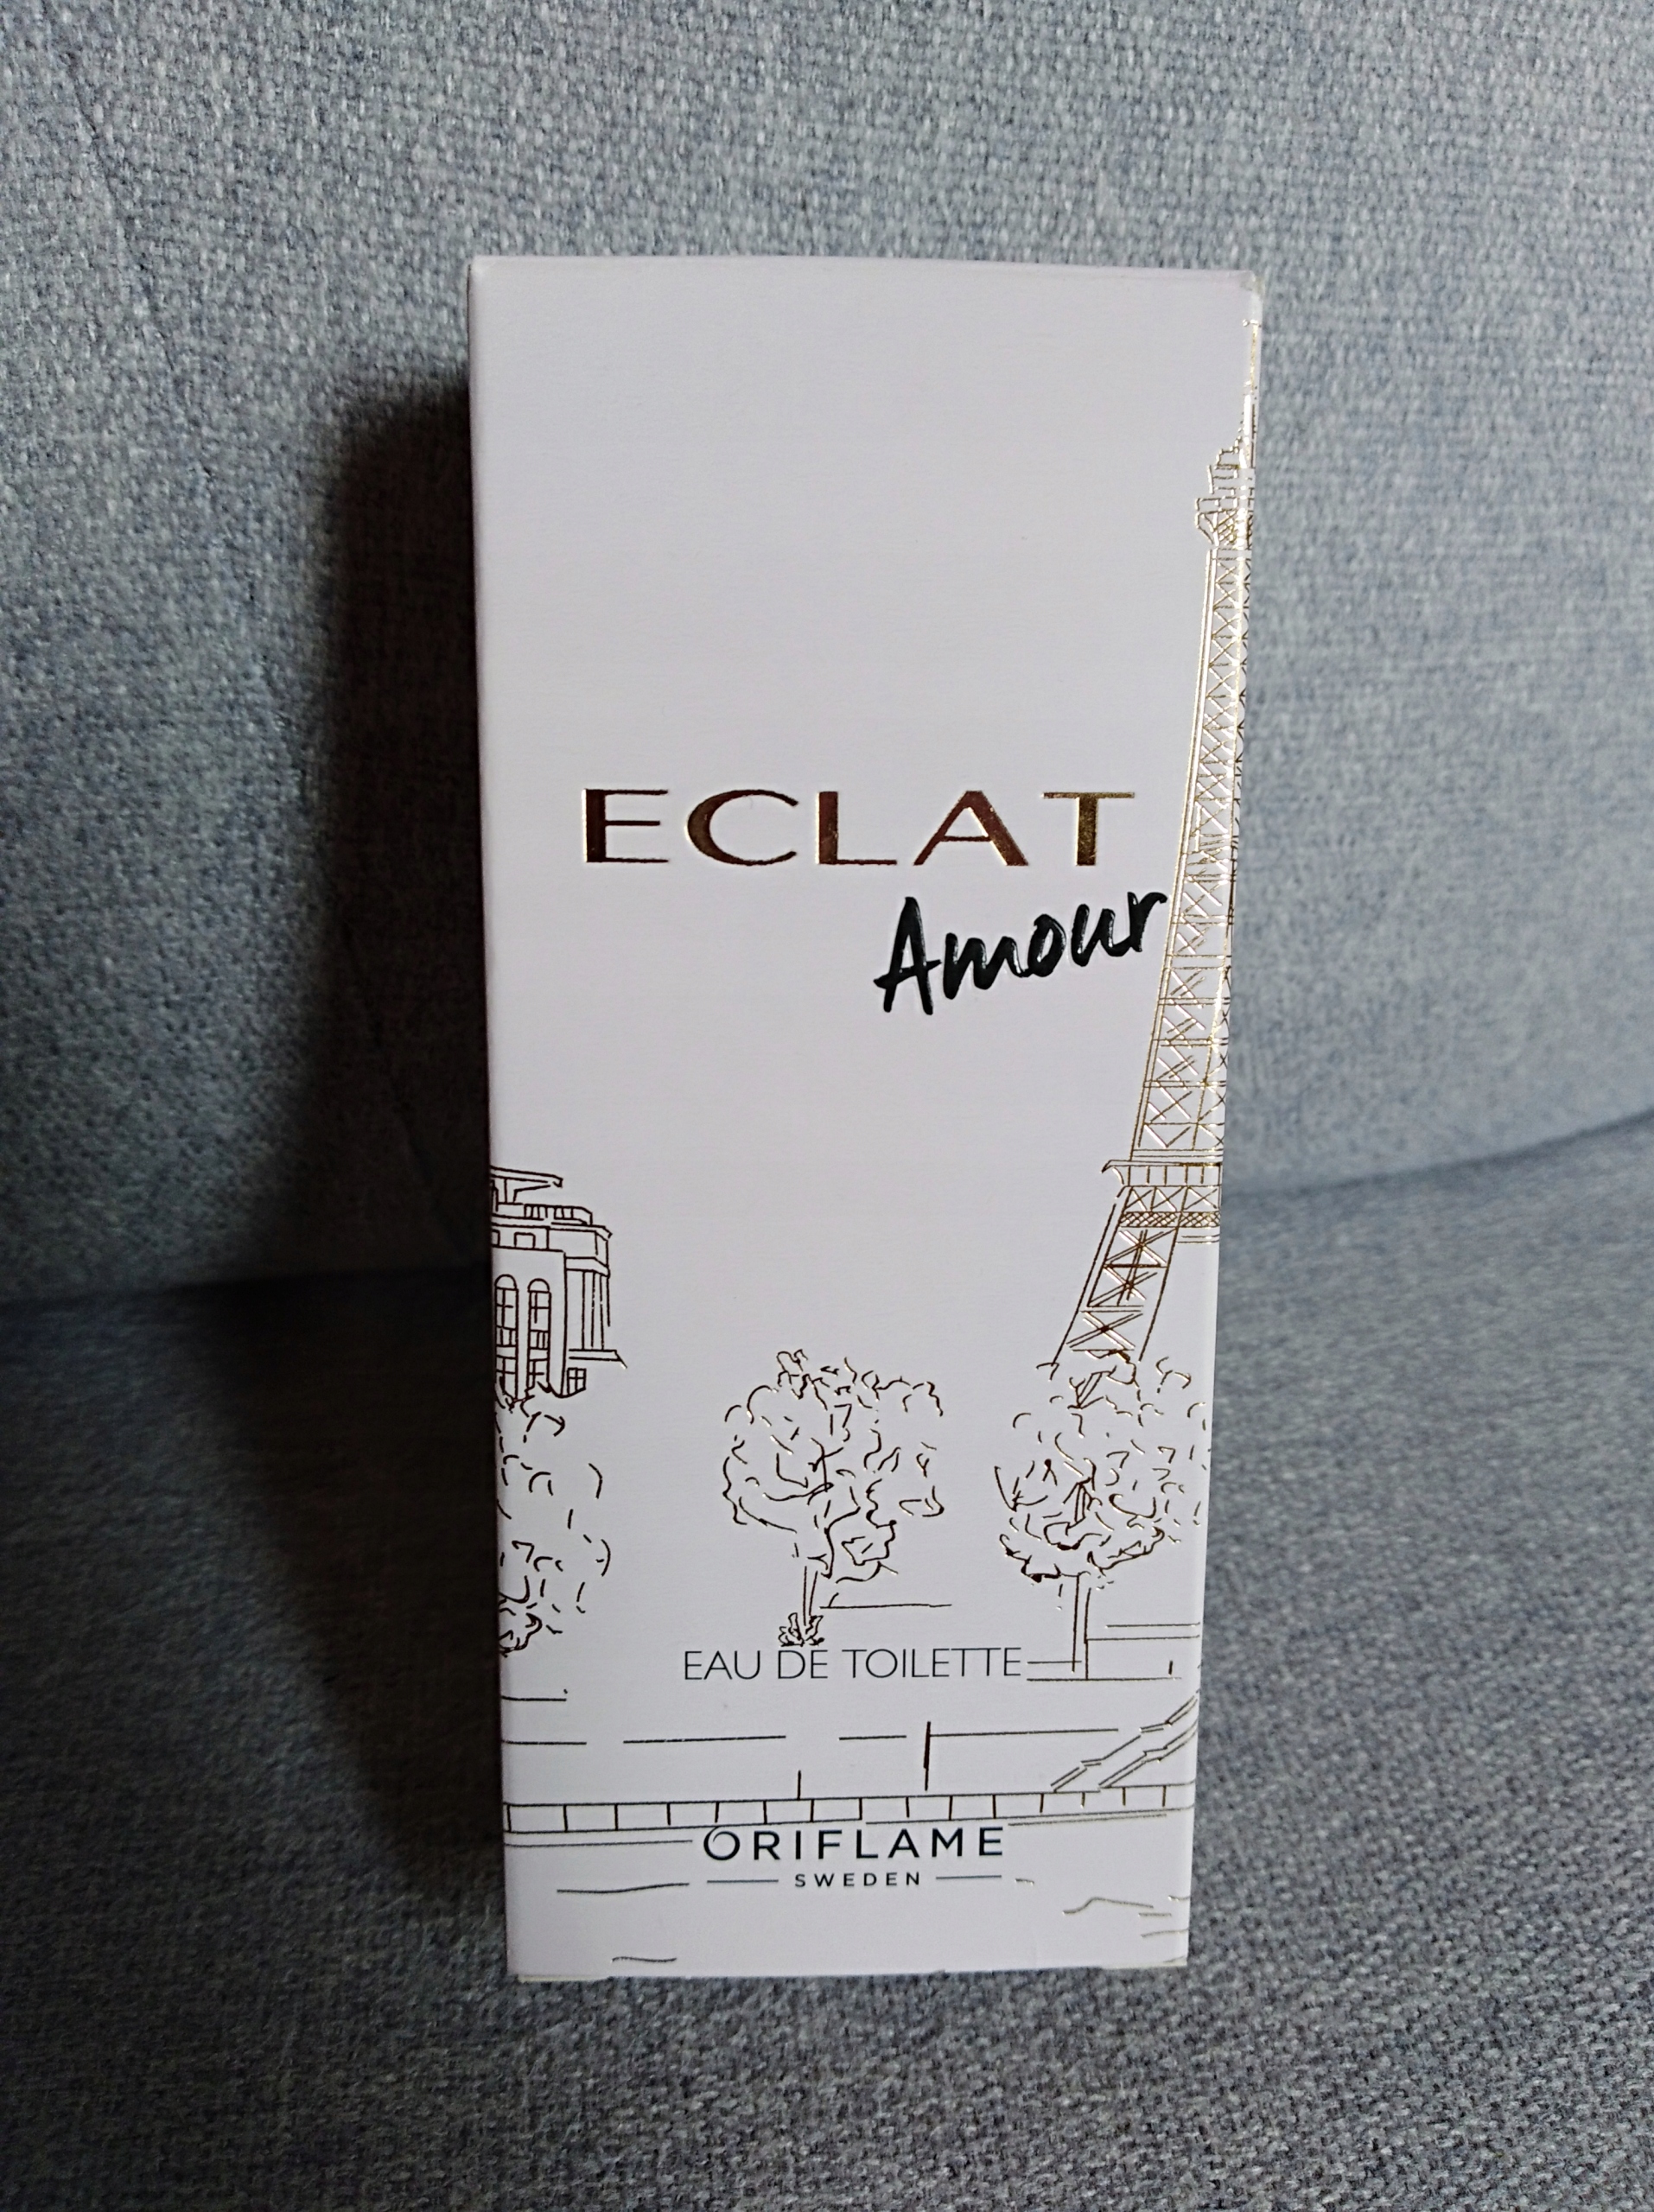 ECLAT
Amour
EAU DE TOILETTE
ORIFLAME
SWEDEN